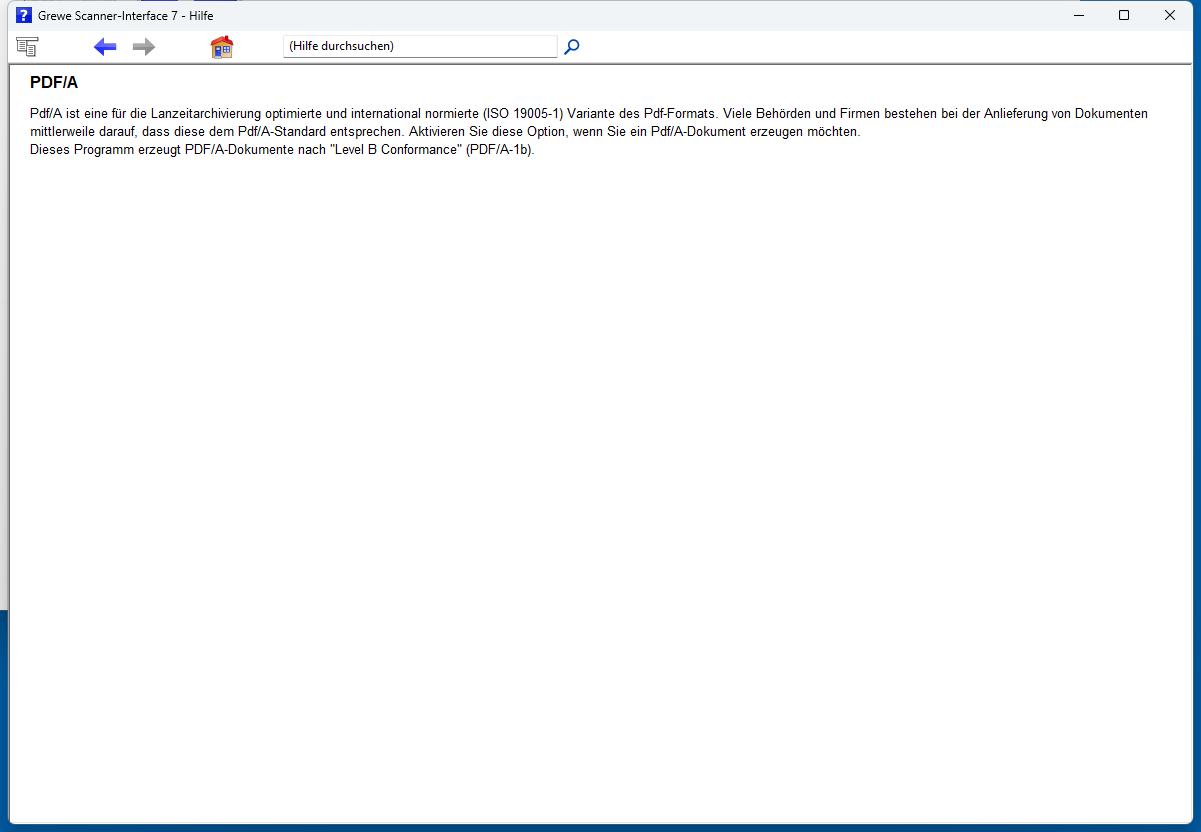 Grewe Scanner-Interface 7 - Hilfe
(Hilfe durchsuchen)
PDF/A
Pdf/A ist eine für die Lanzeitarchivierung optimierte und international normierte (ISO 19005-1) Variante des Pdf-Formats. Viele Behörden und Firmen bestehen bei der Anlieferung von Dokumenten
mittlerweile darauf, dass diese dem Pdf/A-Standard entsprechen. Aktivieren Sie diese Option, wenn Sie ein Pdf/A-Dokument erzeugen möchten.
Dieses Programm erzeugt PDF/A-Dokumente nach "Level B Conformance" (PDF/A-1b).